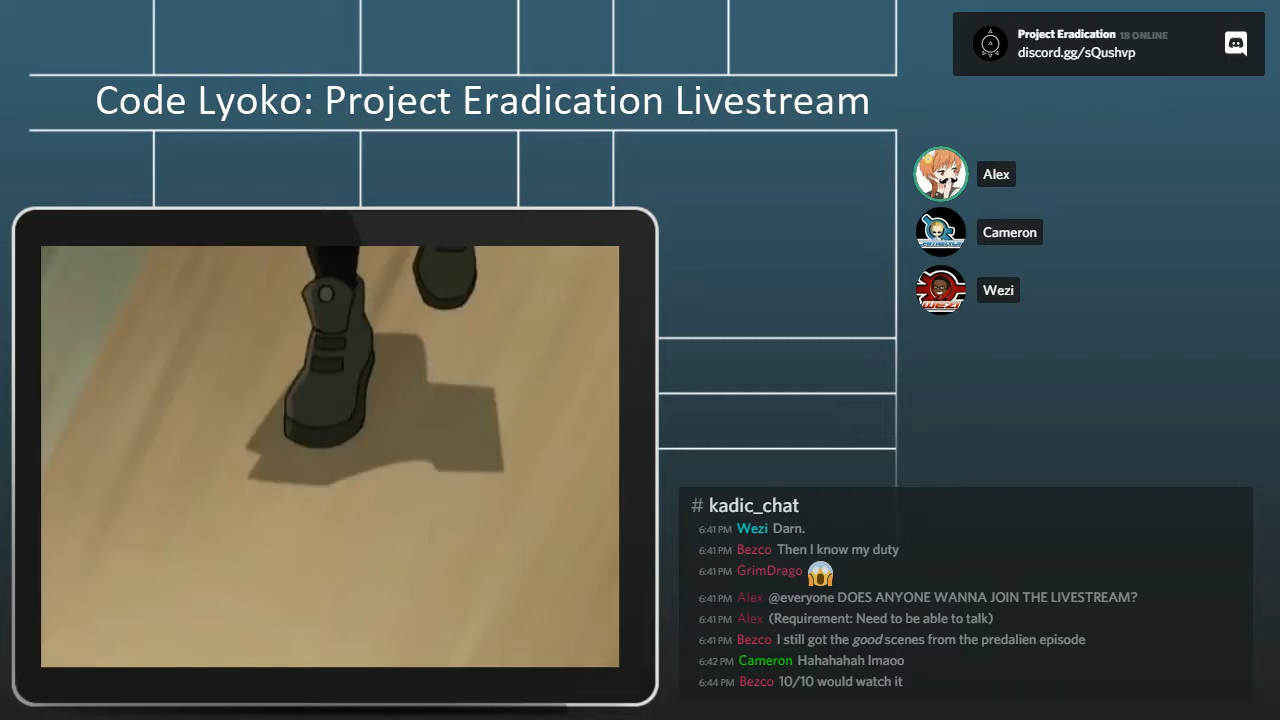 Project Eradication 18 ONLINE
discord.gg/sQushvp
Code Lyoko: Project Eradication Livestream
Alex
Cameron
Wezi
WEZI
# kadic_chat
6:41 PM Wezi Darn.
6:41 PM Bezco Then I know my duty
6:41 PM GrimDrago 😱
6:41 PM Alex @everyone DOES ANYONE WANNA JOIN THE LIVESTREAM?
6:41 PM Alex (Requirement: Need to be able to talk)
6:41 PM Bezco I still got the good scenes from the predalien episode
6:42 PM Cameron Hahahahah lmaoo
6:44 PM Bezco 10/10 would watch it